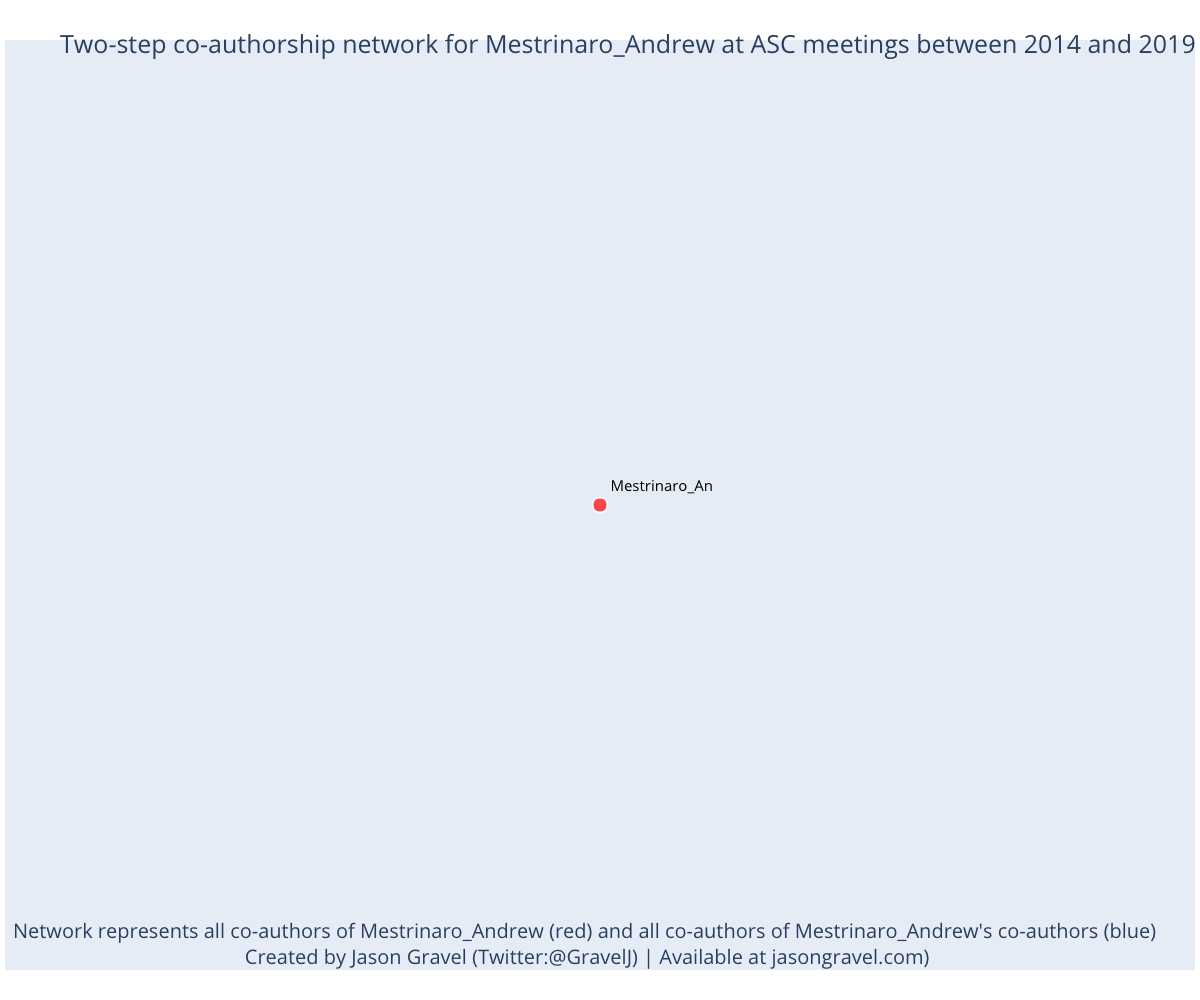 Two-step co-authorship network for Mestrinaro_Andrew at ASC meetings between 2014 and 2019
Mestrinaro_An
Network represents all co-authors of Mestrinaro_Andrew (red) and all co-authors of Mestrinaro_Andrew's co-authors (blue)
Created by Jason Gravel (Twitter:@GravelJ) | Available at jasongravel.com)